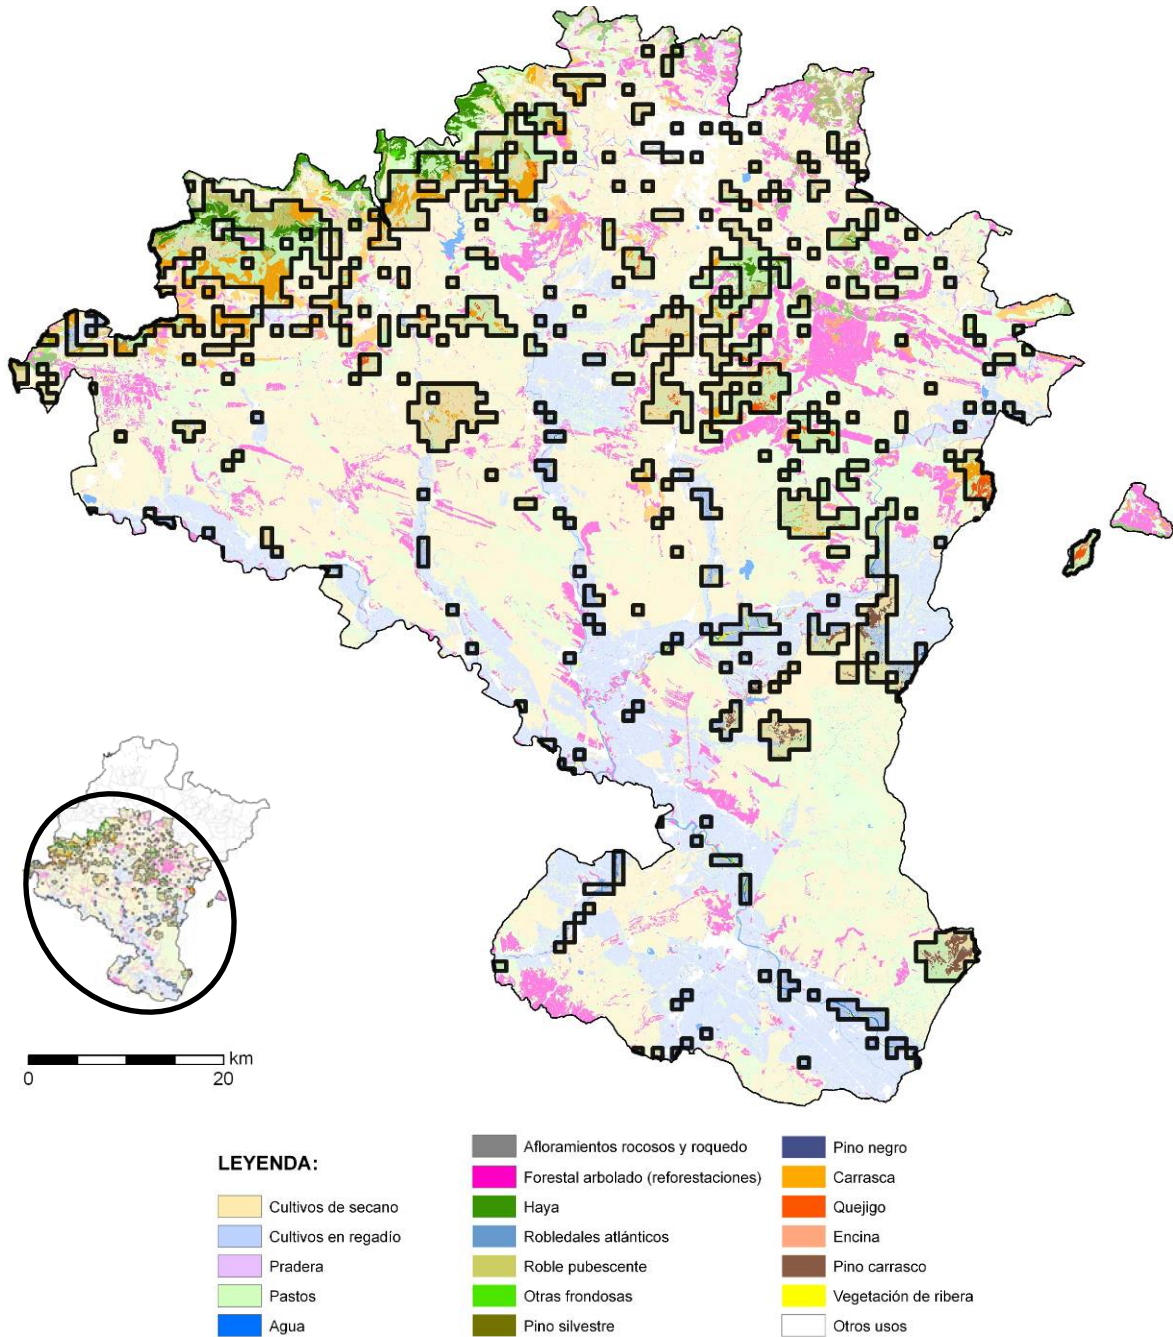 km
0 20
LEYENDA:
Cultivos de secano
Cultivos en regadío
Pradera
Pastos
Agua
Afloramientos rocosos y roquedo
Forestal arbolado (reforestaciones)
Haya
Robledales atlánticos
Roble pubescente
Otras frondosas
Pino silvestre
Pino negro
Carrasca
Quejigo
Encina
Pino carrasco
Vegetación de ribera
Otros usos